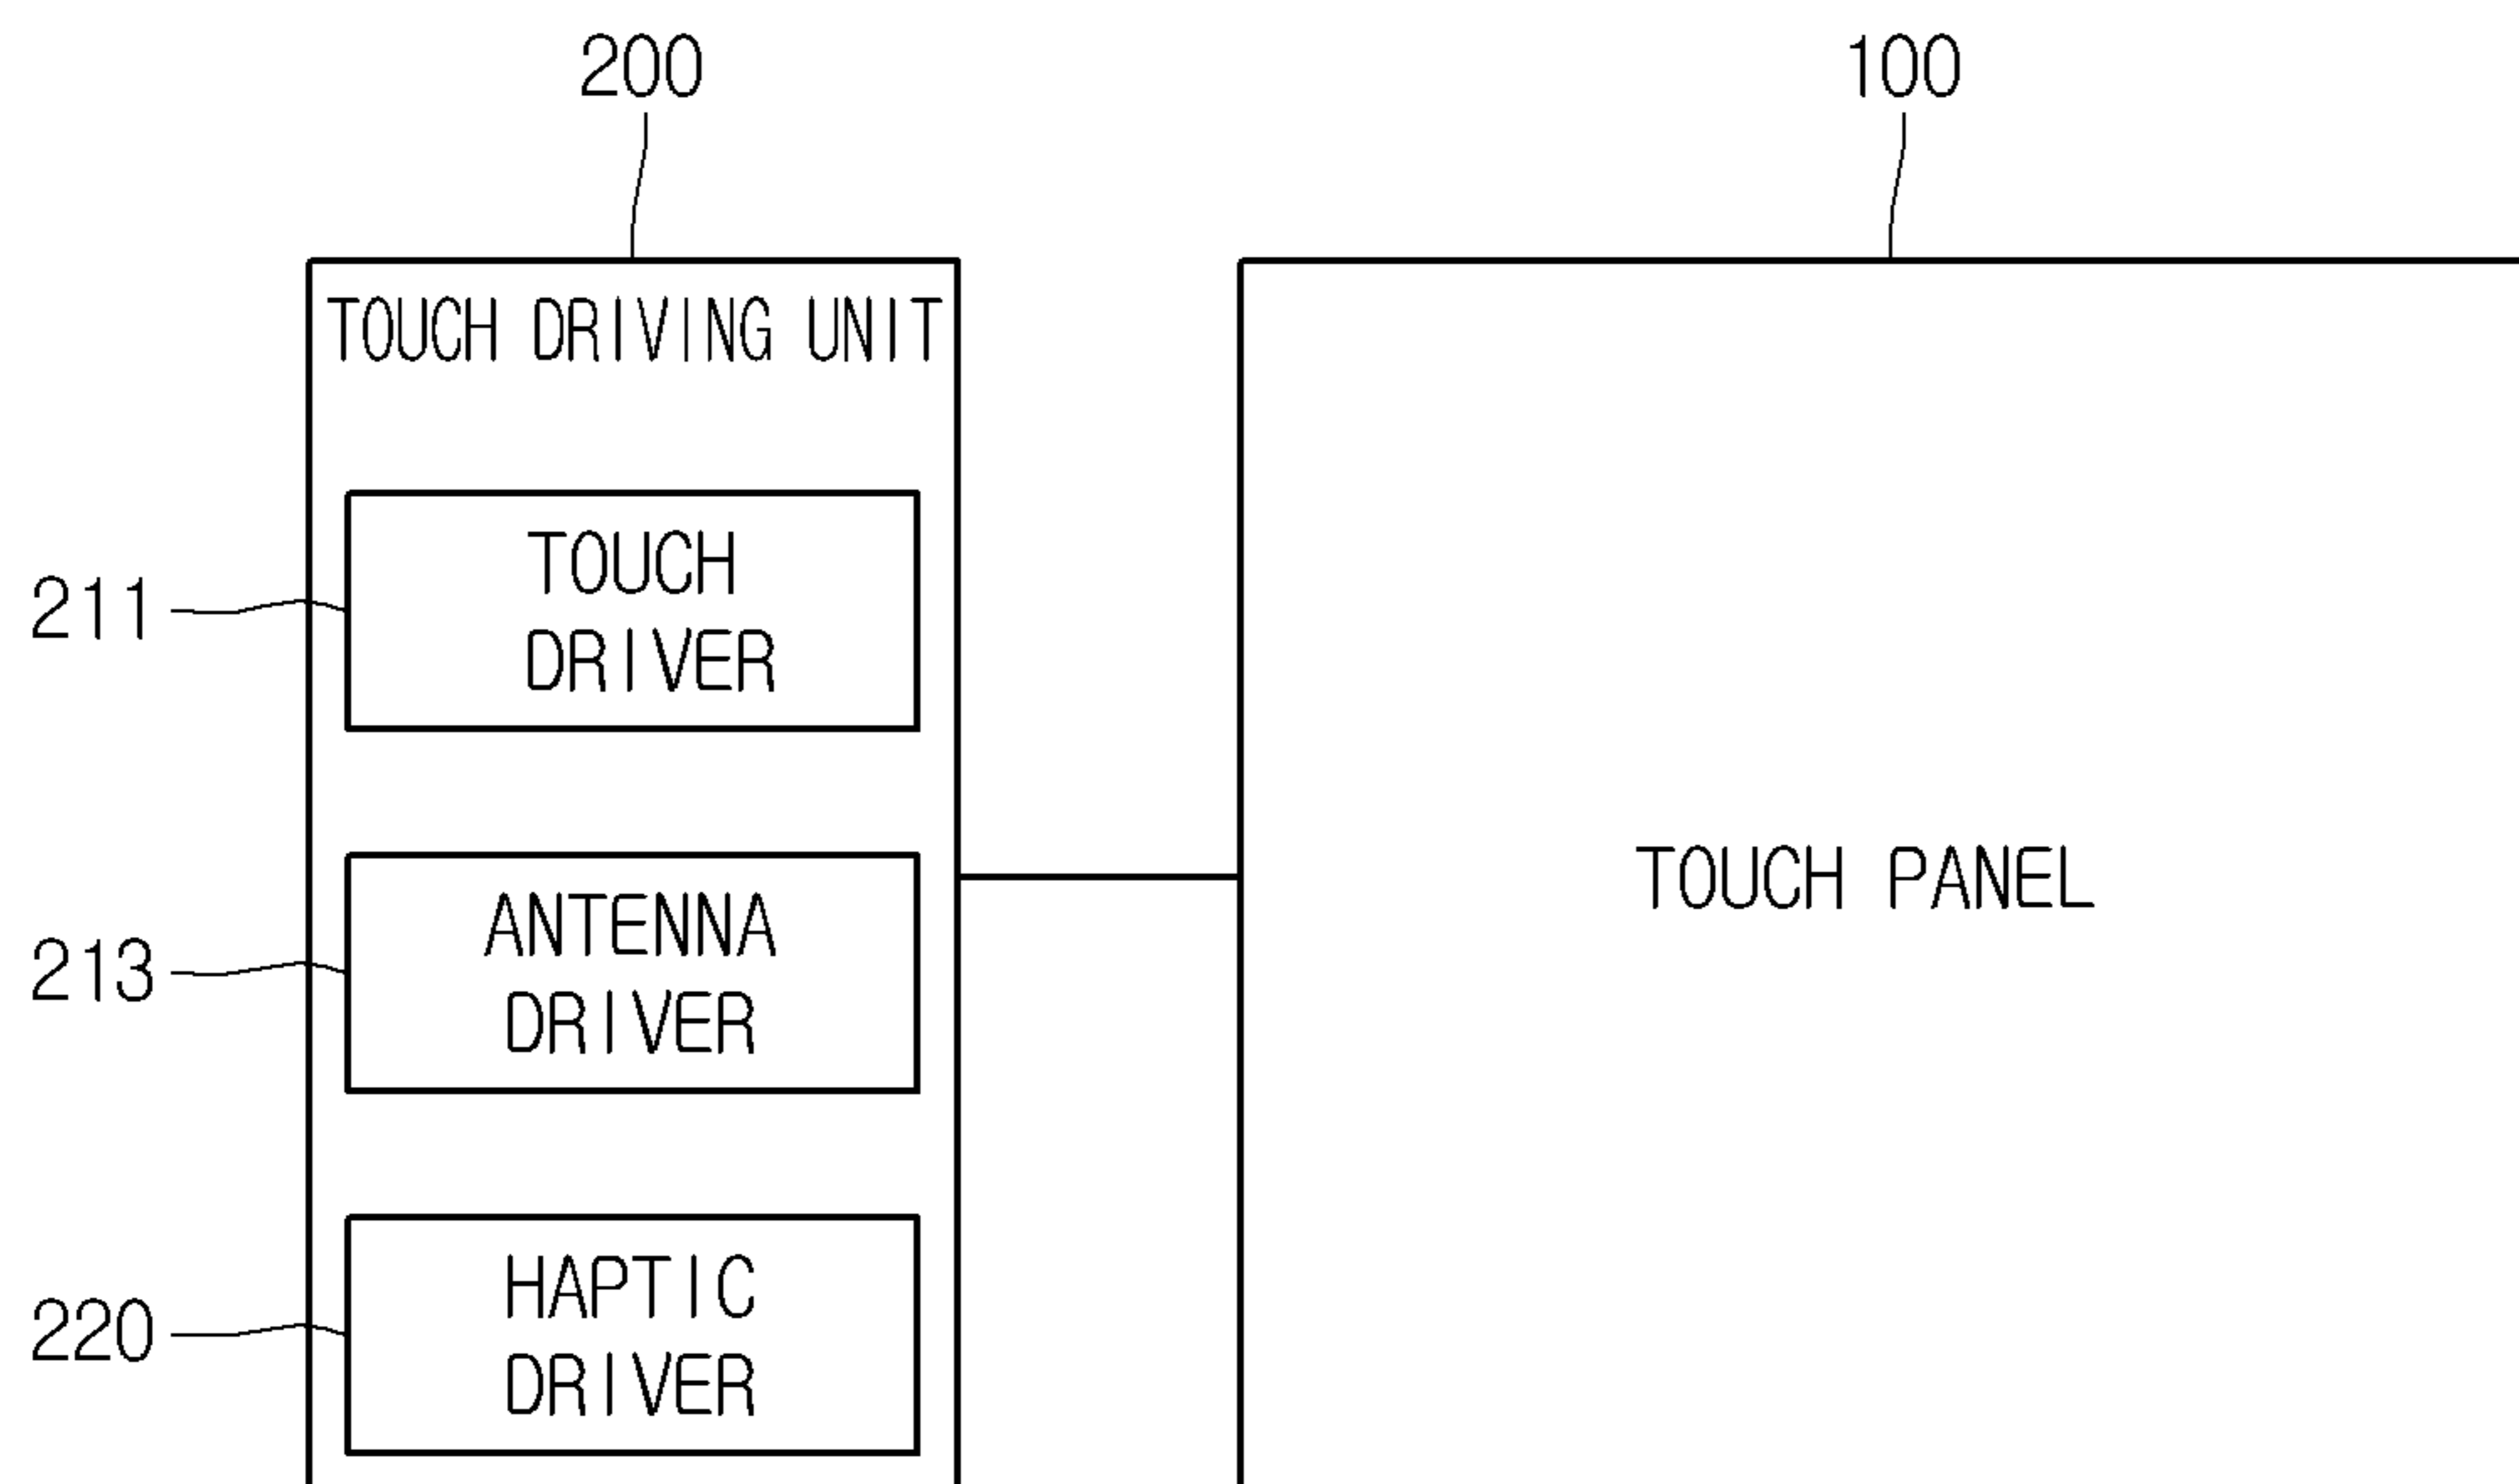 200
100
TOUCH DRIVING UNIT
211
TOUCH
DRIVER
TOUCH PANEL
213
ANTENNA
DRIVER
220
HAPTIC
DRIVER